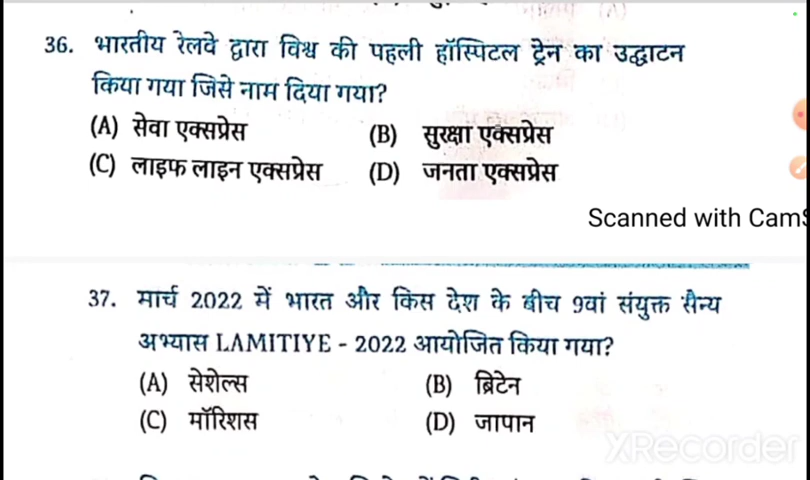 36. भारतीय रेलवे द्वारा विश्व की पहली हॉस्पिटल ट्रेन का उद्घाटन
किया गया जिसे नाम दिया गया?
(A) सेवा एक्सप्रेस (B) सुरक्षा एक्सप्रेस
(C) लाइफ लाइन एक्सप्रेस (D) जनता एक्सप्रेस
Scanned with CamS
37. मार्च 2022 में भारत और किस देश के बीच 9वां संयुक्त सैन्य
अभ्यास LAMITIYE - 2022 आयोजित किया गया?
(A) सेशेल्स (B) ब्रिटेन
(C) मॉरिशस (D) जापान
XRecorder